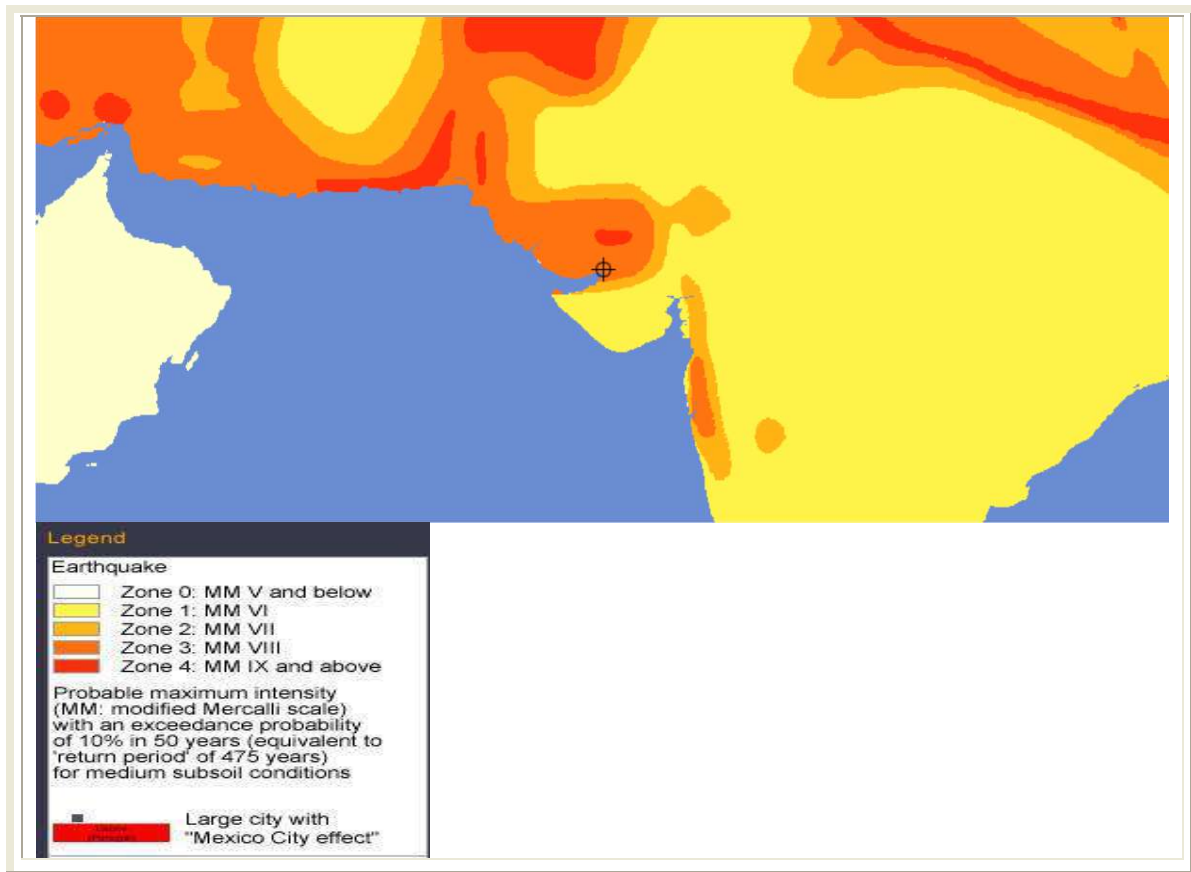 Legend
Earthquake
Zone 0: MM V and below
Zone 1: MM VI
Zone 2: MM VII
Zone 3: MM VIII
Zone 4: MM IX and above
Probable maximum intensity
(MM: modified Mercalli scale)
with an exceedance probability
of 10% in 50 years (equivalent to
'return period' of 475 years)
for medium subsoil conditions
Large city with
"Mexico City effect"